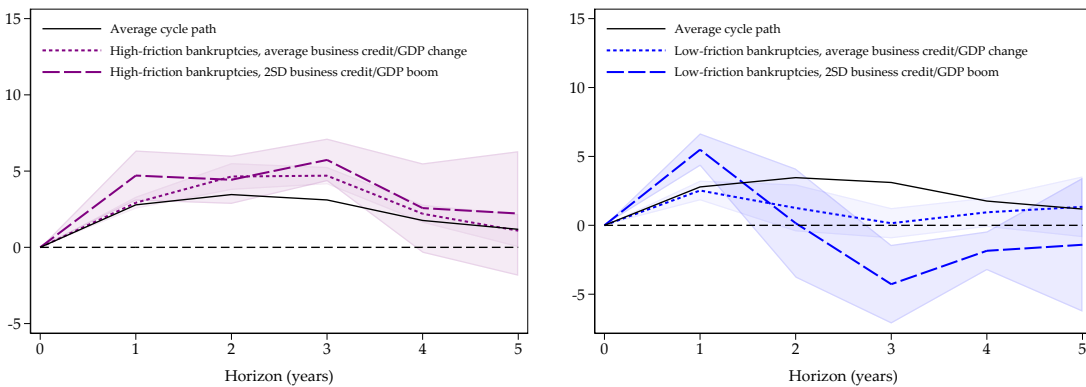 15
10
5
0
-5
Average cycle path
High-friction bankruptcies, average business credit/GDP change
High-friction bankruptcies, 2SD business credit/GDP boom
0 1 2 3 4 5
Horizon (years)
15
10
5
0
-5
Average cycle path
Low-friction bankruptcies, average business credit/GDP change
Low-friction bankruptcies, 2SD business credit/GDP boom
0 1 2 3 4 5
Horizon (years)